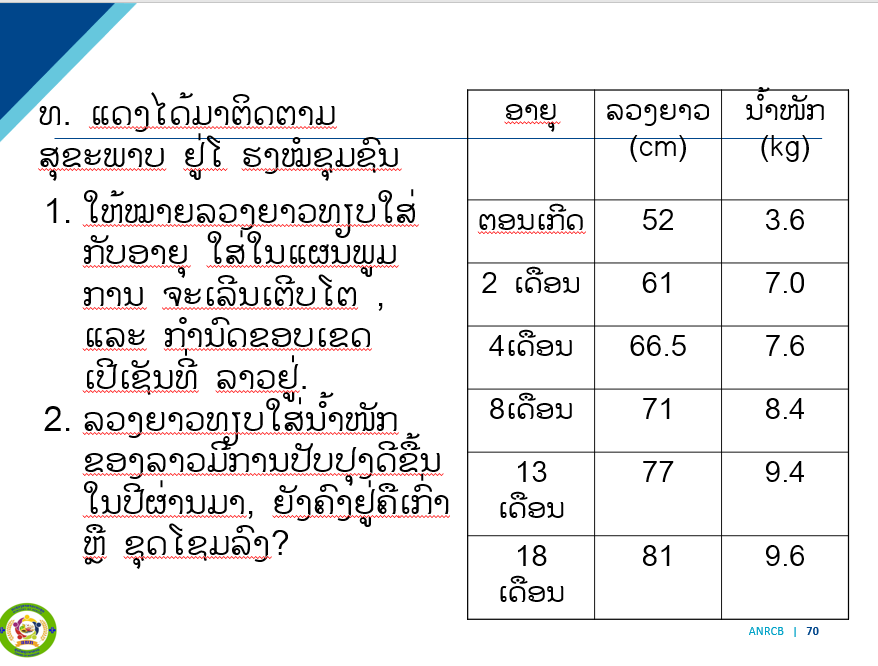 ທ. ແດງໄດ້ມາຕິດຕາມ
ສຸຂະພາບ ຢູ່ໂ ຮງໝໍຊຸມຊົນ
1. ໃຫ້ໝາຍລວງຍາວທຽບໃສ່
ກັບອາຍຸ ໃສ່ໃນແຜນພູມ
ການ ຈະເລີນເຕີບໂຕ ,
ແລະ ກຳນົດຂອບເຂດ
ເປີເຊັນທີ່ ລາວຢູ່.
2. ລວງຍາວທຽບໃສ່ນ້ຳໜັກ
ຂອງລາວມີການປັບປຸງດີຂຶ້ນ
ໃນປີຜ່ານມາ, ຍັງຄົງຢູ່ຄືເກົ່າ
ຫຼື ຊຸດໂຊມລົງ?
ອາຍຸ ລວງຍາວ ນ້ຳໜັກ
(cm) (kg)
ຕອນເກີດ 52 3.6
2 ເດືອນ 61 7.0
4ເດືອນ 66.5 7.6
8ເດືອນ 71 8.4
13 77 9.4
ເດືອນ
18 81 9.6
ເດືອນ
ANRCB | 70